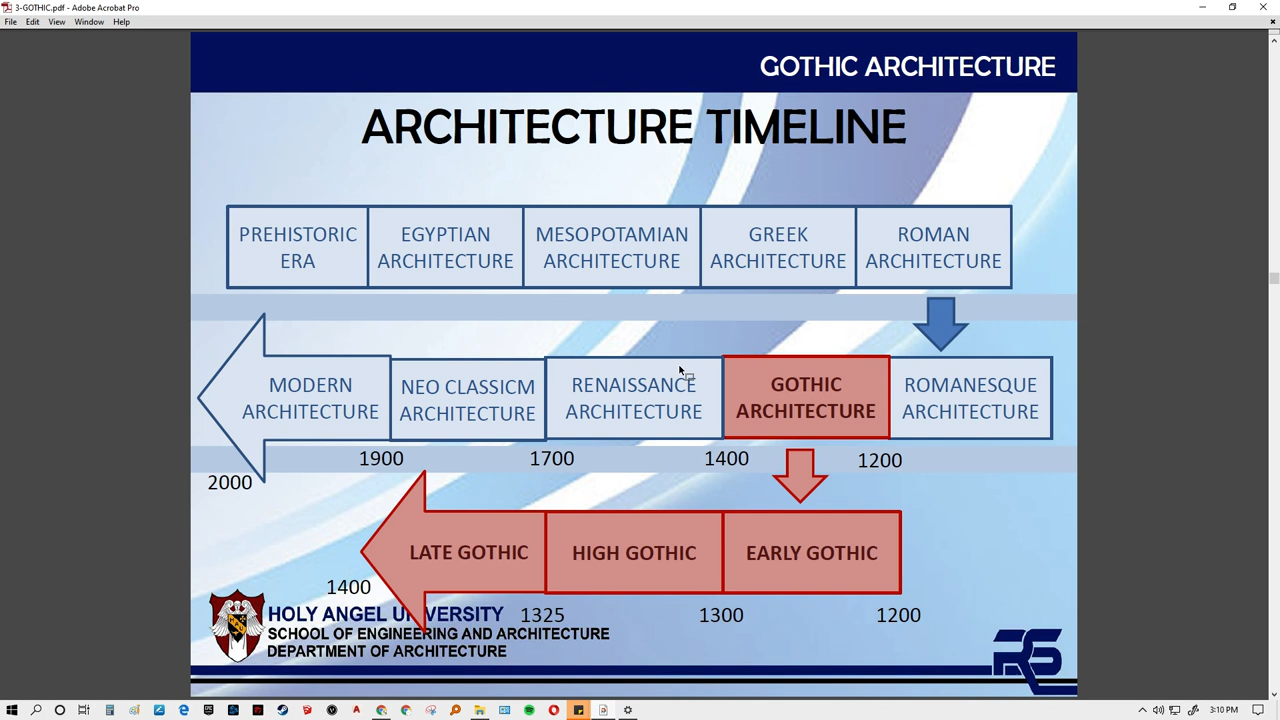 3-GOTHIC.pdf - Adobe Acrobat Pro
File Edit View Window Help
GOTHIC ARCHITECTURE
ARCHITECTURE TIMELINE
PREHISTORIC
ERA
EGYPTIAN
ARCHITECTURE
MESOPOTAMIAN
ARCHITECTURE
GREEK
ARCHITECTURE
ROMAN
ARCHITECTURE
MODERN
ARCHITECTURE
NEO CLASSICM
ARCHITECTURE
RENAISSANCE
ARCHITECTURE
GOTHIC
ARCHITECTURE
ROMANESQUE
ARCHITECTURE
2000
1900
1700
1400
1200
LATE GOTHIC
HIGH GOTHIC
EARLY GOTHIC
1400
1325
1300
1200
HOLY ANGEL UNIVERSITY
SCHOOL OF ENGINEERING AND ARCHITECTURE
DEPARTMENT OF ARCHITECTURE
RS
3:10 PM